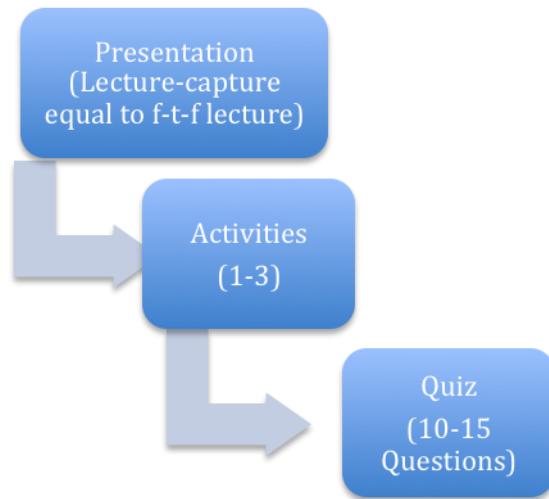 Presentation
(Lecture-capture
equal to f-t-f lecture)
Activities
(1-3)
Quiz
(10-15
Questions)